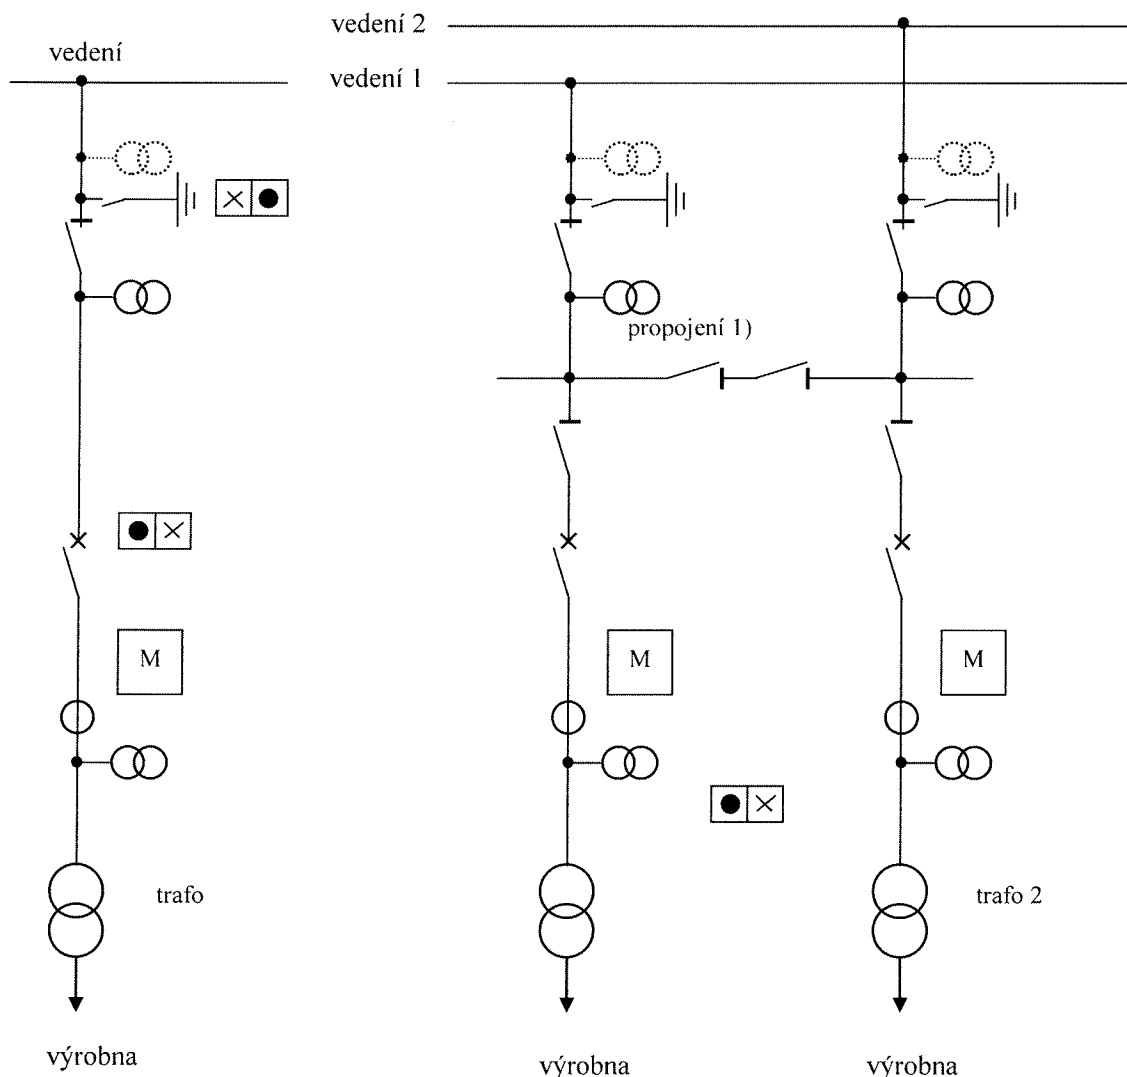 vedení 2
vedení
vedení 1
propojení 1)
M
M
M
trafo
trafo 2
výrobna
výrobna
výrobna